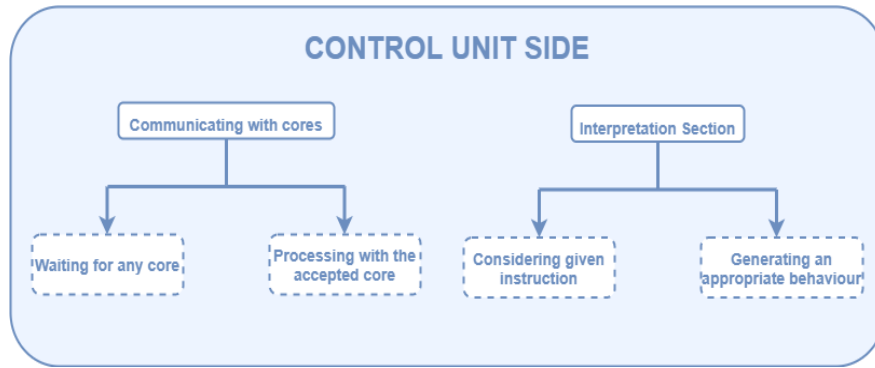 CONTROL UNIT SIDE
Communicating with cores
Interpretation Section
Waiting for any core
Processing with the
accepted core
Considering given
instruction
Generating an
appropriate behaviour